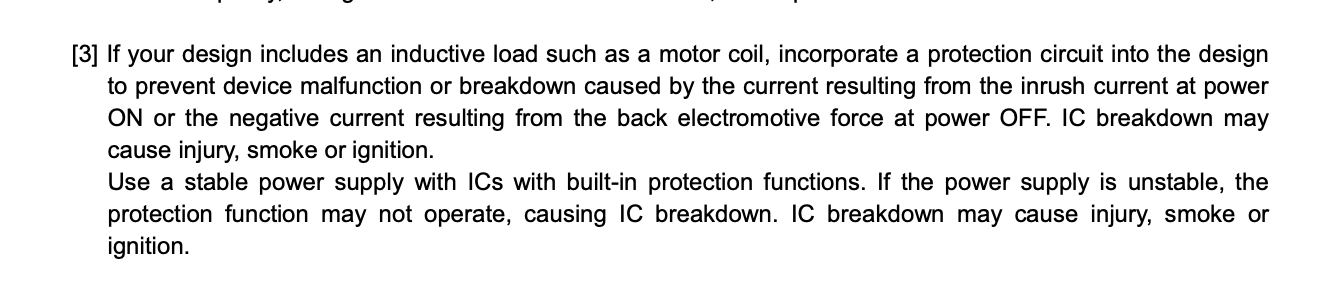 [3] If your design includes an inductive load such as a motor coil, incorporate a protection circuit into the design
to prevent device malfunction or breakdown caused by the current resulting from the inrush current at power
ON or the negative current resulting from the back electromotive force at power OFF. IC breakdown may
cause injury, smoke or ignition.
Use a stable power supply with ICs with built-in protection functions. If the power supply is unstable, the
protection function may not operate, causing IC breakdown. IC breakdown may cause injury, smoke or
ignition.